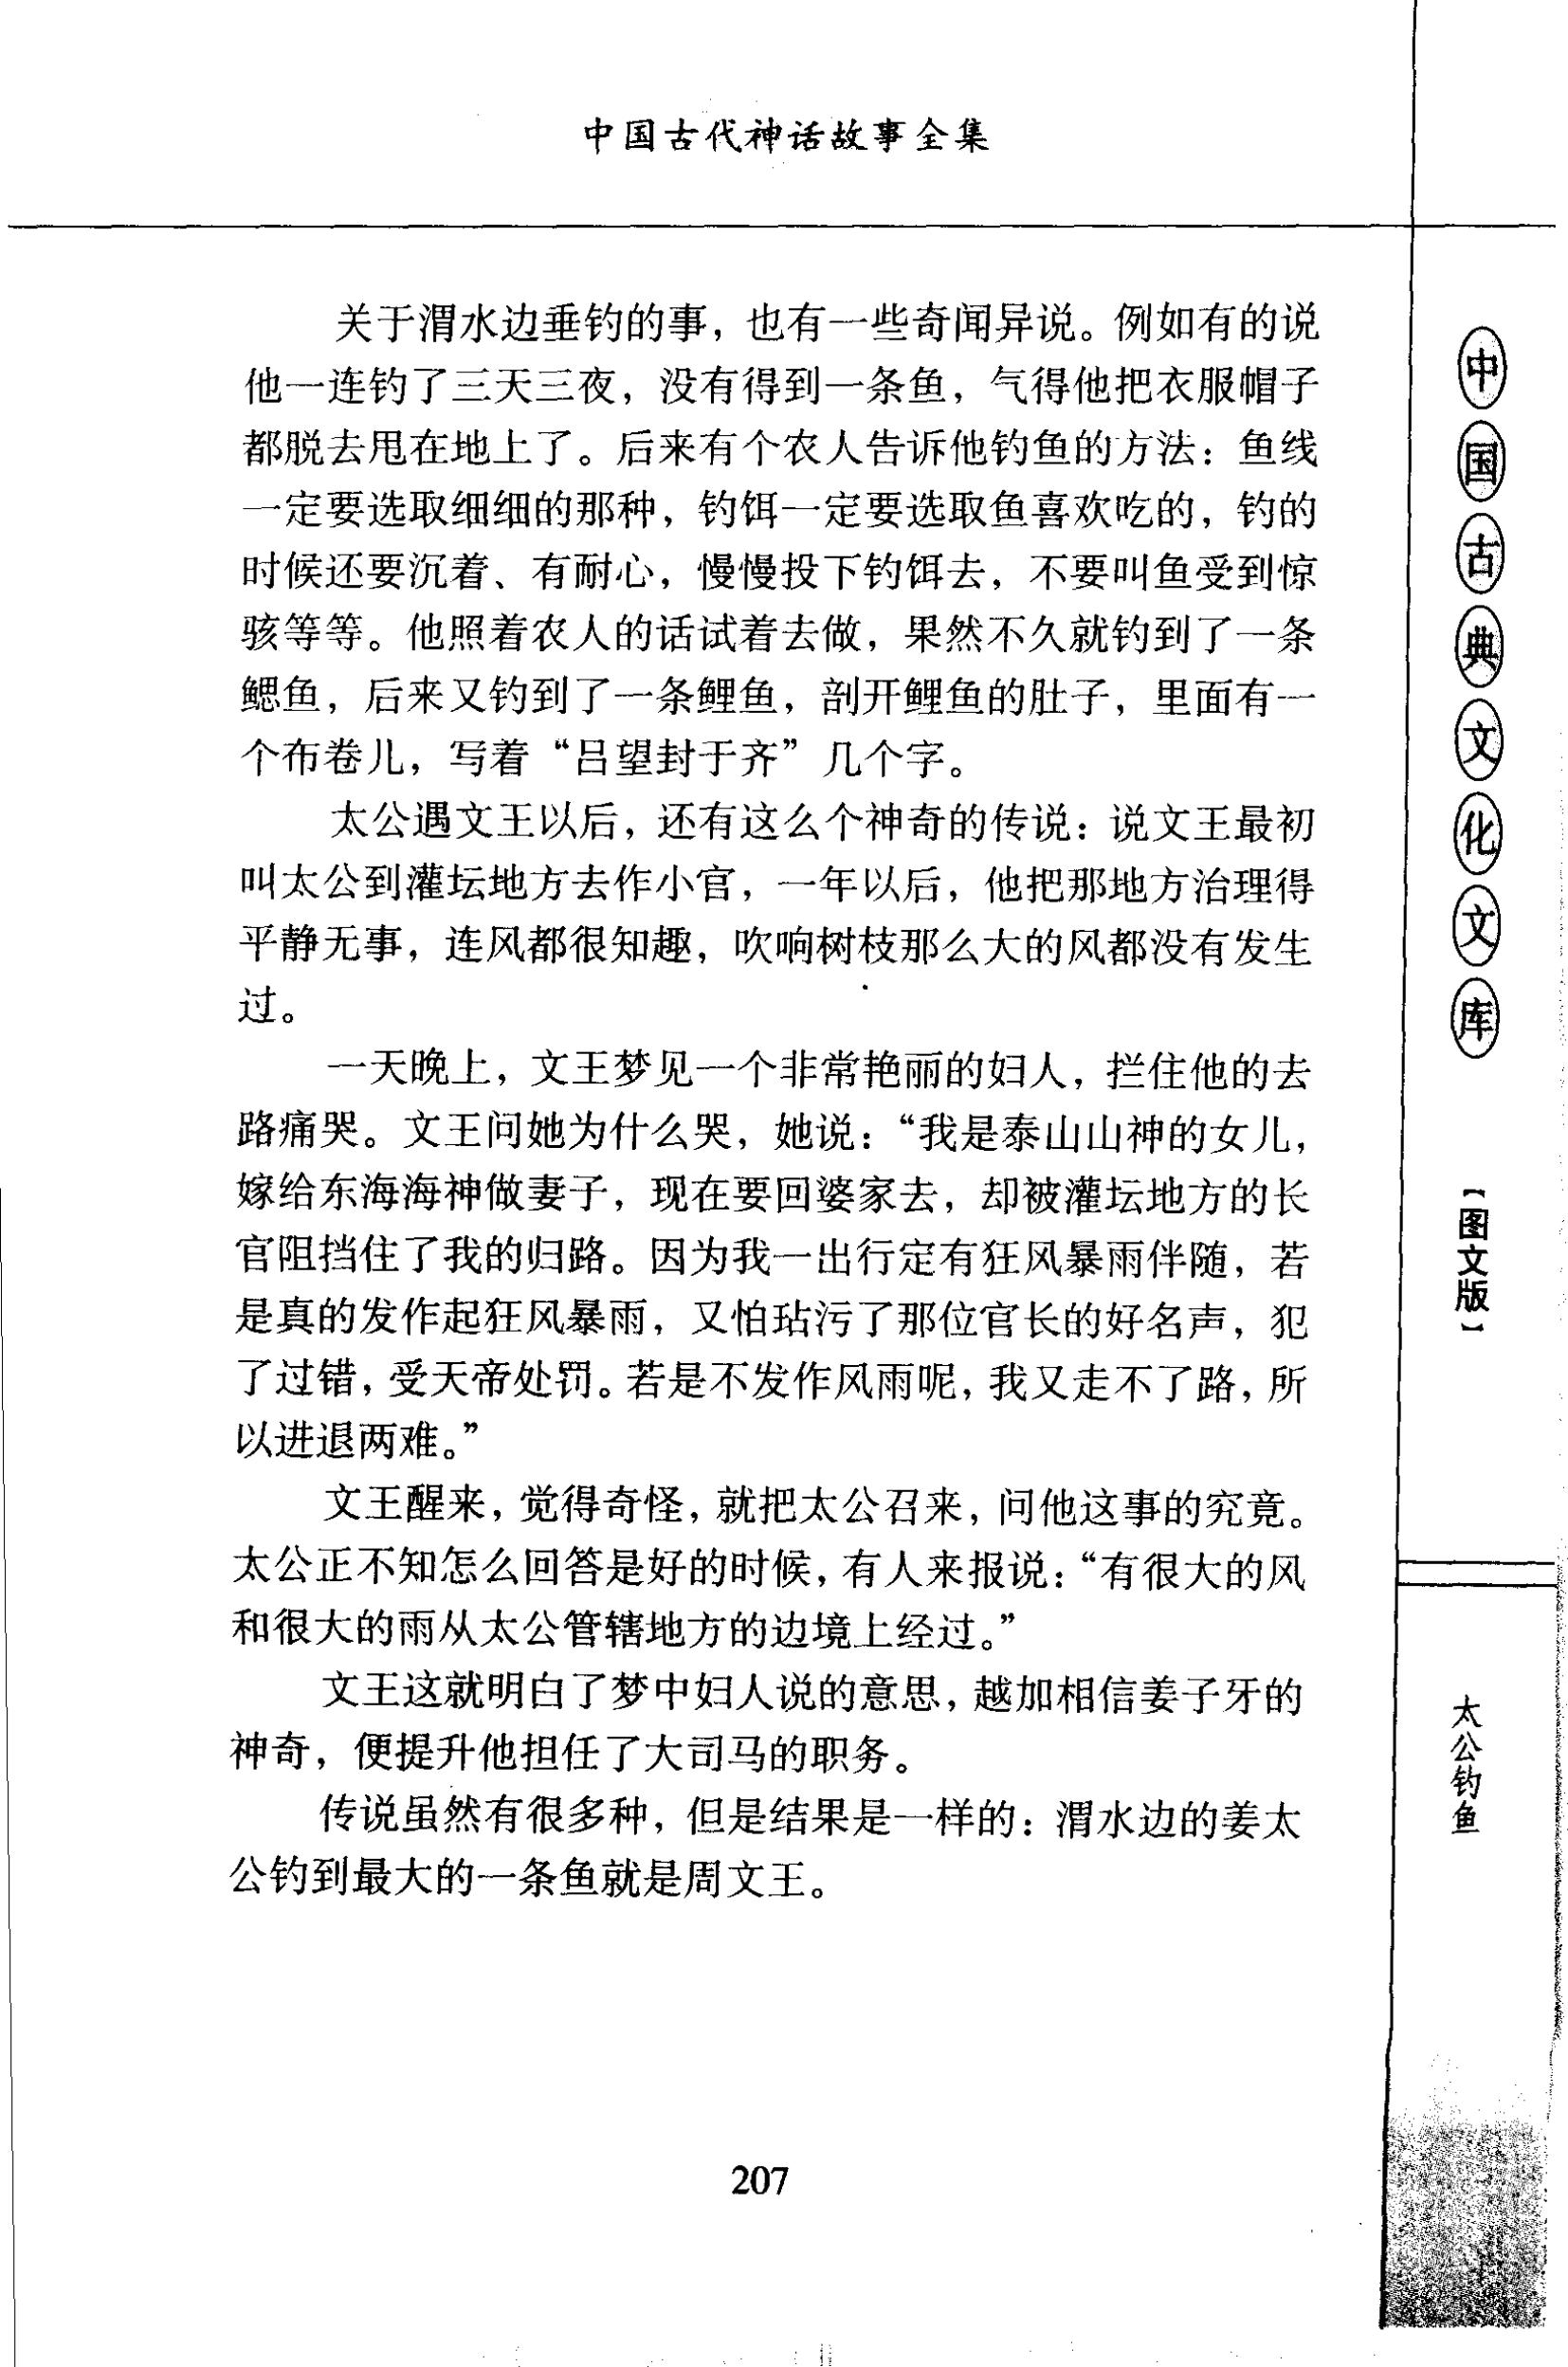 中国古代神话故事全集
关于渭水边垂钓的事，也有一些奇闻异说。例如有的说
他一连钓了三天三夜，没有得到一条鱼，气得他把衣服帽子
都脱去甩在地上了。后来有个农人告诉他钓鱼的方法：鱼线
一定要选取细细的那种，钓饵一定要选取鱼喜欢吃的，钓的
时候还要沉着、有耐心，慢慢投下钓饵去，不要叫鱼受到惊
骇等等。他照着农人的话试着去做，果然不久就钓到了一条
鳃鱼，后来又钓到了一条鲤鱼，剖开鲤鱼的肚子，里面有一
个布卷儿，写着“吕望封于齐”几个字。
太公遇文王以后，还有这么个神奇的传说：说文王最初
叫太公到灌坛地方去作小官，一年以后，他把那地方治理得
平静无事，连风都很知趣，吹响树枝那么大的风都没有发生
过。
一天晚上，文王梦见一个非常艳丽的妇人，拦住他的去
路痛哭。文王问她为什么哭，她说：“我是泰山山神的女儿，
嫁给东海海神做妻子，现在要回婆家去，却被灌坛地方的长
官阻挡住了我的归路。因为我一出行定有狂风暴雨伴随，若
是真的发作起狂风暴雨，又怕玷污了那位官长的好名声，犯
了过错，受天帝处罚。若是不发作风雨呢，我又走不了路，所
以进退两难。”
文王醒来，觉得奇怪，就把太公召来，问他这事的究竟。
太公正不知怎么回答是好的时候，有人来报说：“有很大的风
和很大的雨从太公管辖地方的边境上经过。”
文王这就明白了梦中妇人说的意思，越加相信姜子牙的
神奇，便提升他担任了大司马的职务。
传说虽然有很多种，但是结果是一样的：渭水边的姜太
公钓到最大的一条鱼就是周文王。
中国古典文化文库
【图文版】
太公钓鱼
207